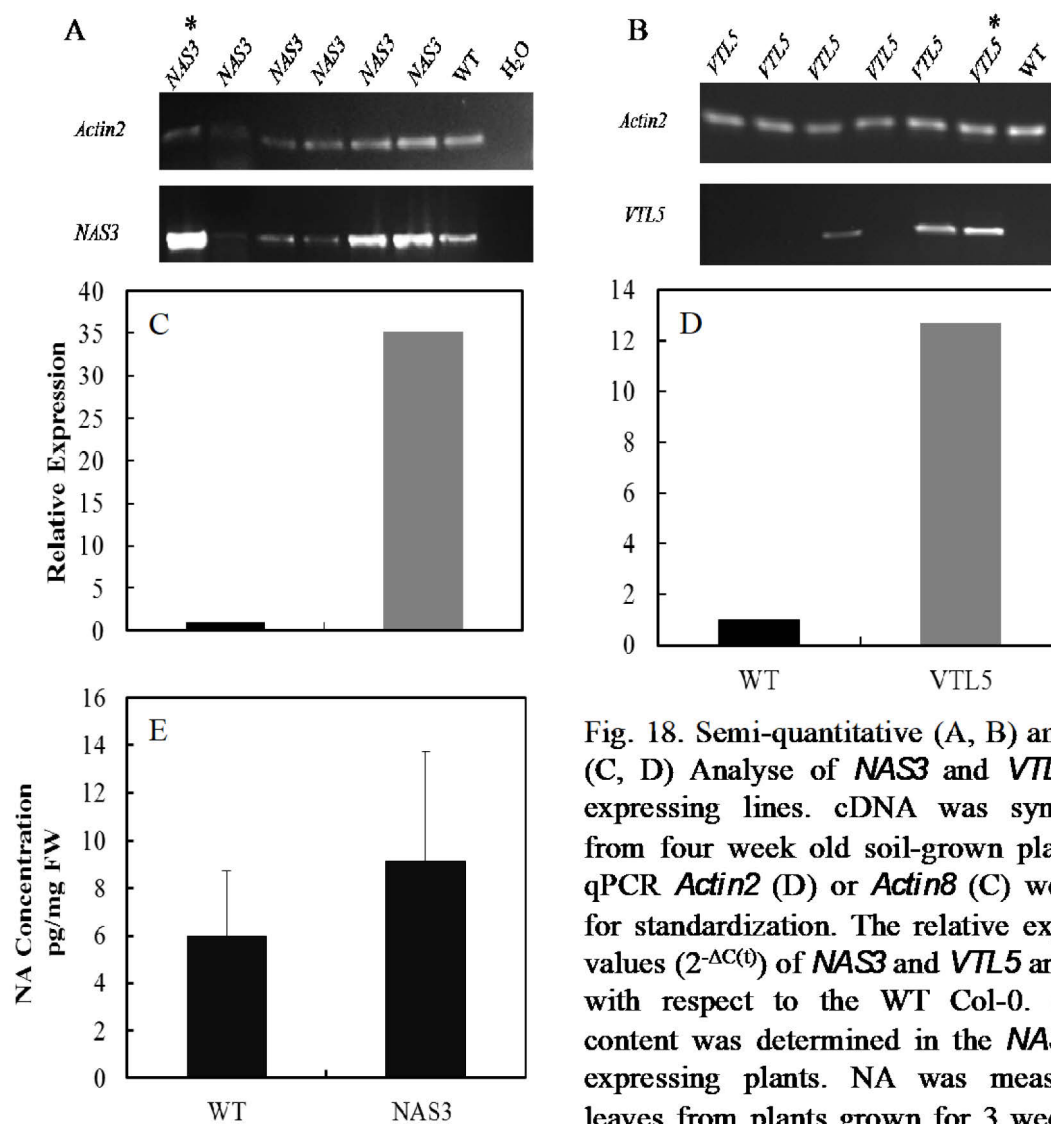 A
NAS3 * NAS3 NAS3 NAS3 NAS3 NAS3 WT H₂O
Actin2
NAS3
B
VTL5 VTL5 VTL5 VTL5 VTL5 VTL5 * WT
Actin2
VTL5
C
Relative Expression
40
35
30
25
20
15
10
5
0
D
14
12
10
8
6
4
2
0
WT VTL5
E
NA Concentration
pg/mg FW
16
14
12
10
8
6
4
2
0
WT NAS3
Fig. 18. Semi-quantitative (A, B) an
(C, D) Analyse of NAS3 and VTL
expressing lines. cDNA was syn
from four week old soil-grown pla
qPCR Actin2 (D) or Actin8 (C) w
for standardization. The relative ex
values (2^-ΔC(t)) of NAS3 and VTL5 an
with respect to the WT Col-0.
content was determined in the NAS
expressing plants. NA was meas
leaves from plants grown for 3 wee